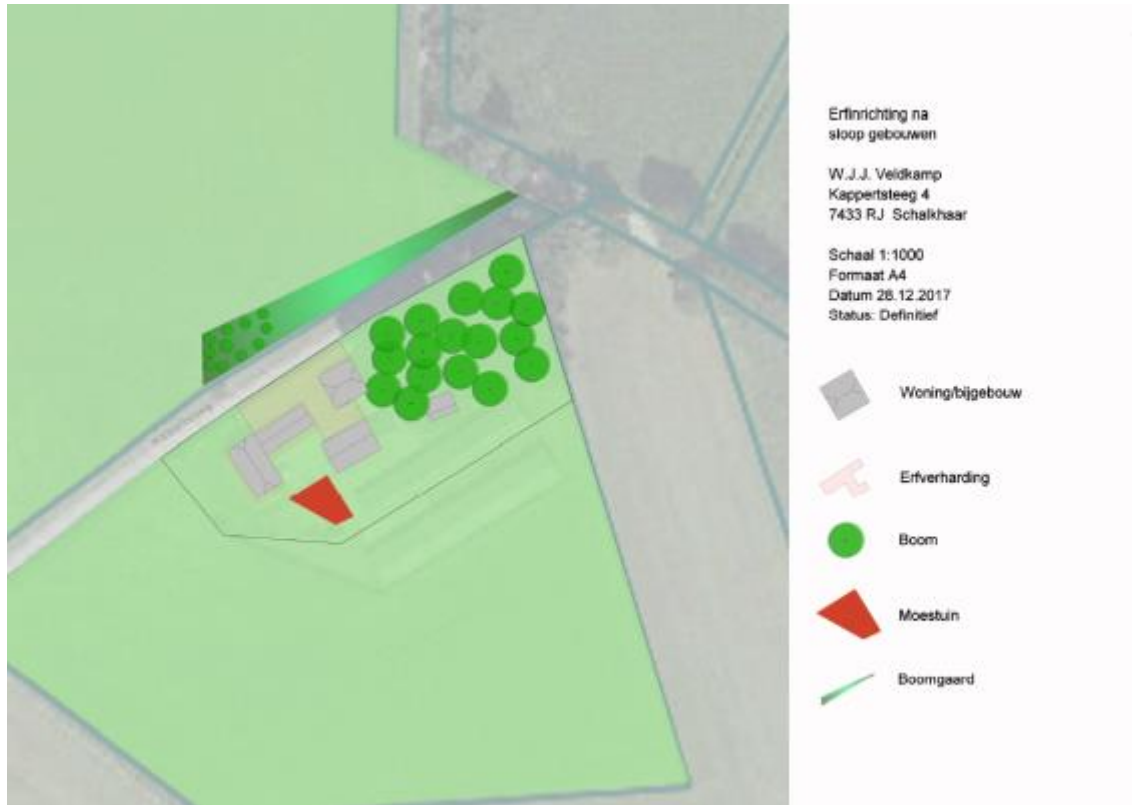 Erfinrichting na
sloop gebouwen
W.J.J. Veldkamp
Kappertsteeg 4
7433 RJ Schalkhaar
Schaal 1:1000
Formaat A4
Datum 28.12.2017
Status: Definitief
Woning/bijgebouw
Erfverharding
Boom
Moestuin
Boomgaard